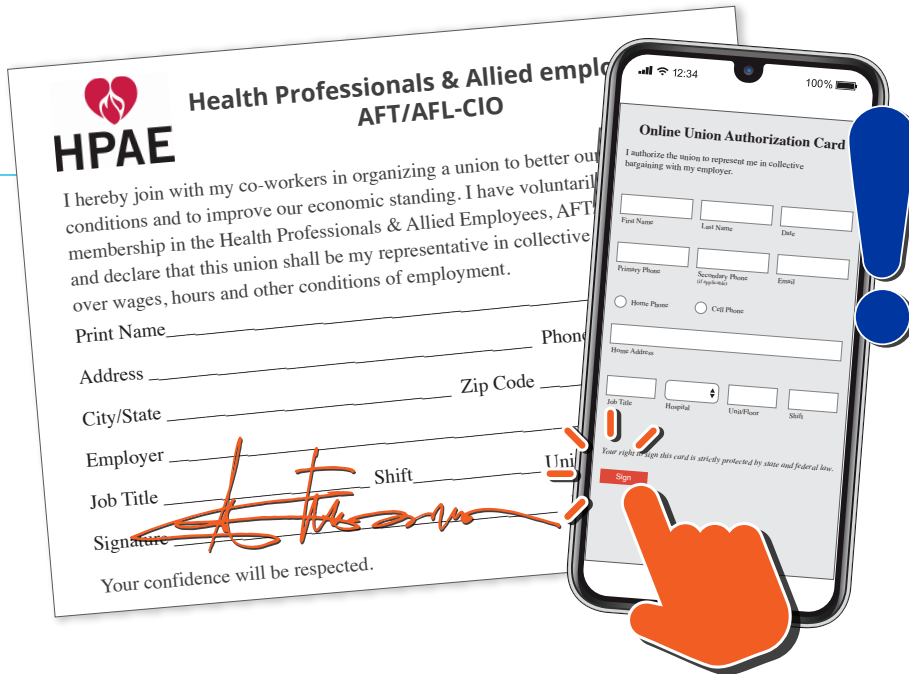 HPAE
Health Professionals & Allied emplo
AFT/AFL-CIO
I hereby join with my co-workers in organizing a union to better our
conditions and to improve our economic standing. I have voluntaril
membership in the Health Professionals & Allied Employees, AFT
and declare that this union shall be my representative in collective
over wages, hours and other conditions of employment.
Print Name
Address
Phone
City/State
Zip Code
Employer
Job Title
Shift
Uni
Signature
Your confidence will be respected.
12:34
100%
Online Union Authorization Card
I authorize the union to represent me in collective
bargaining with my employer.
First Name
Last Name
Date
Primary Phone
Secondary Phone
(if applicable)
Email
Home Phone
Cell Phone
Home Address
Job Title
Hospital
Unit/Floor
Shift
Your right to sign this card is strictly protected by state and federal law.
Sign